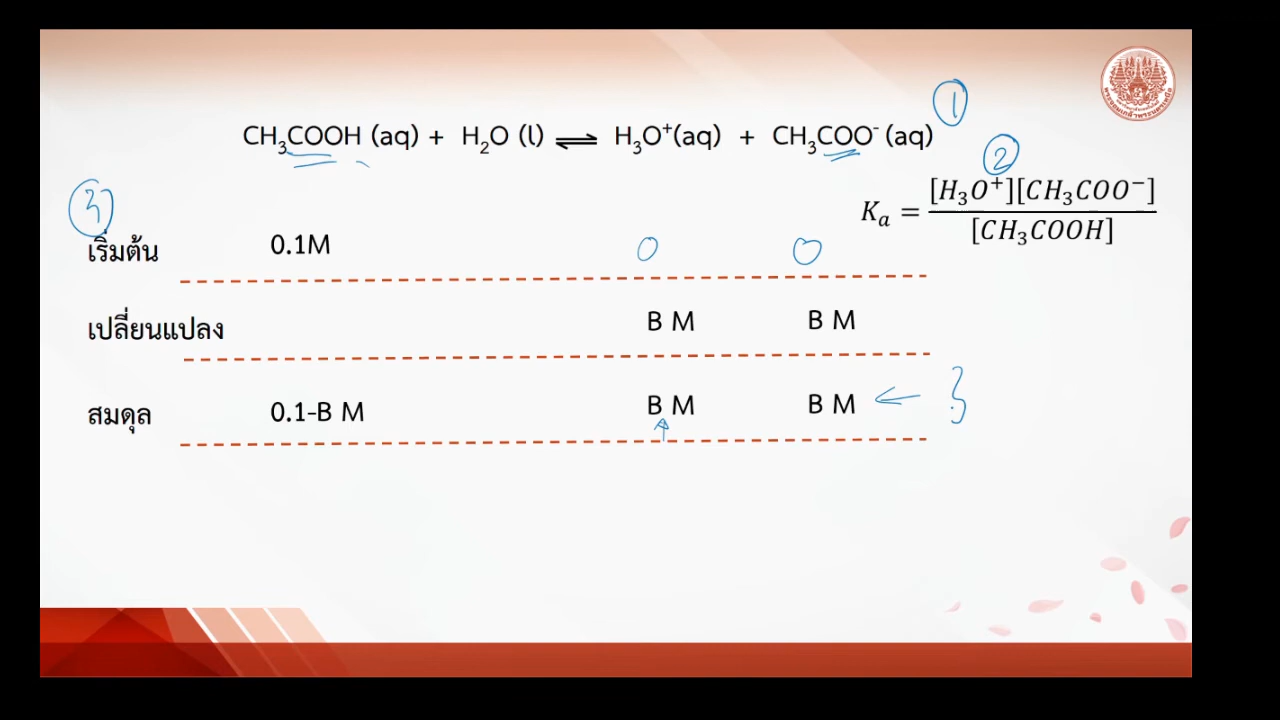 CH₃COOH (aq) + H₂O (l) ⇌ H₃O⁺(aq) + CH₃COO⁻ (aq) ①
②
Kₐ = [H₃O⁺][CH₃COO⁻] / [CH₃COOH]
③
เริ่มต้น 0.1M 0 0
เปลี่ยนแปลง B M B M
สมดุล 0.1-B M B M B M ← }